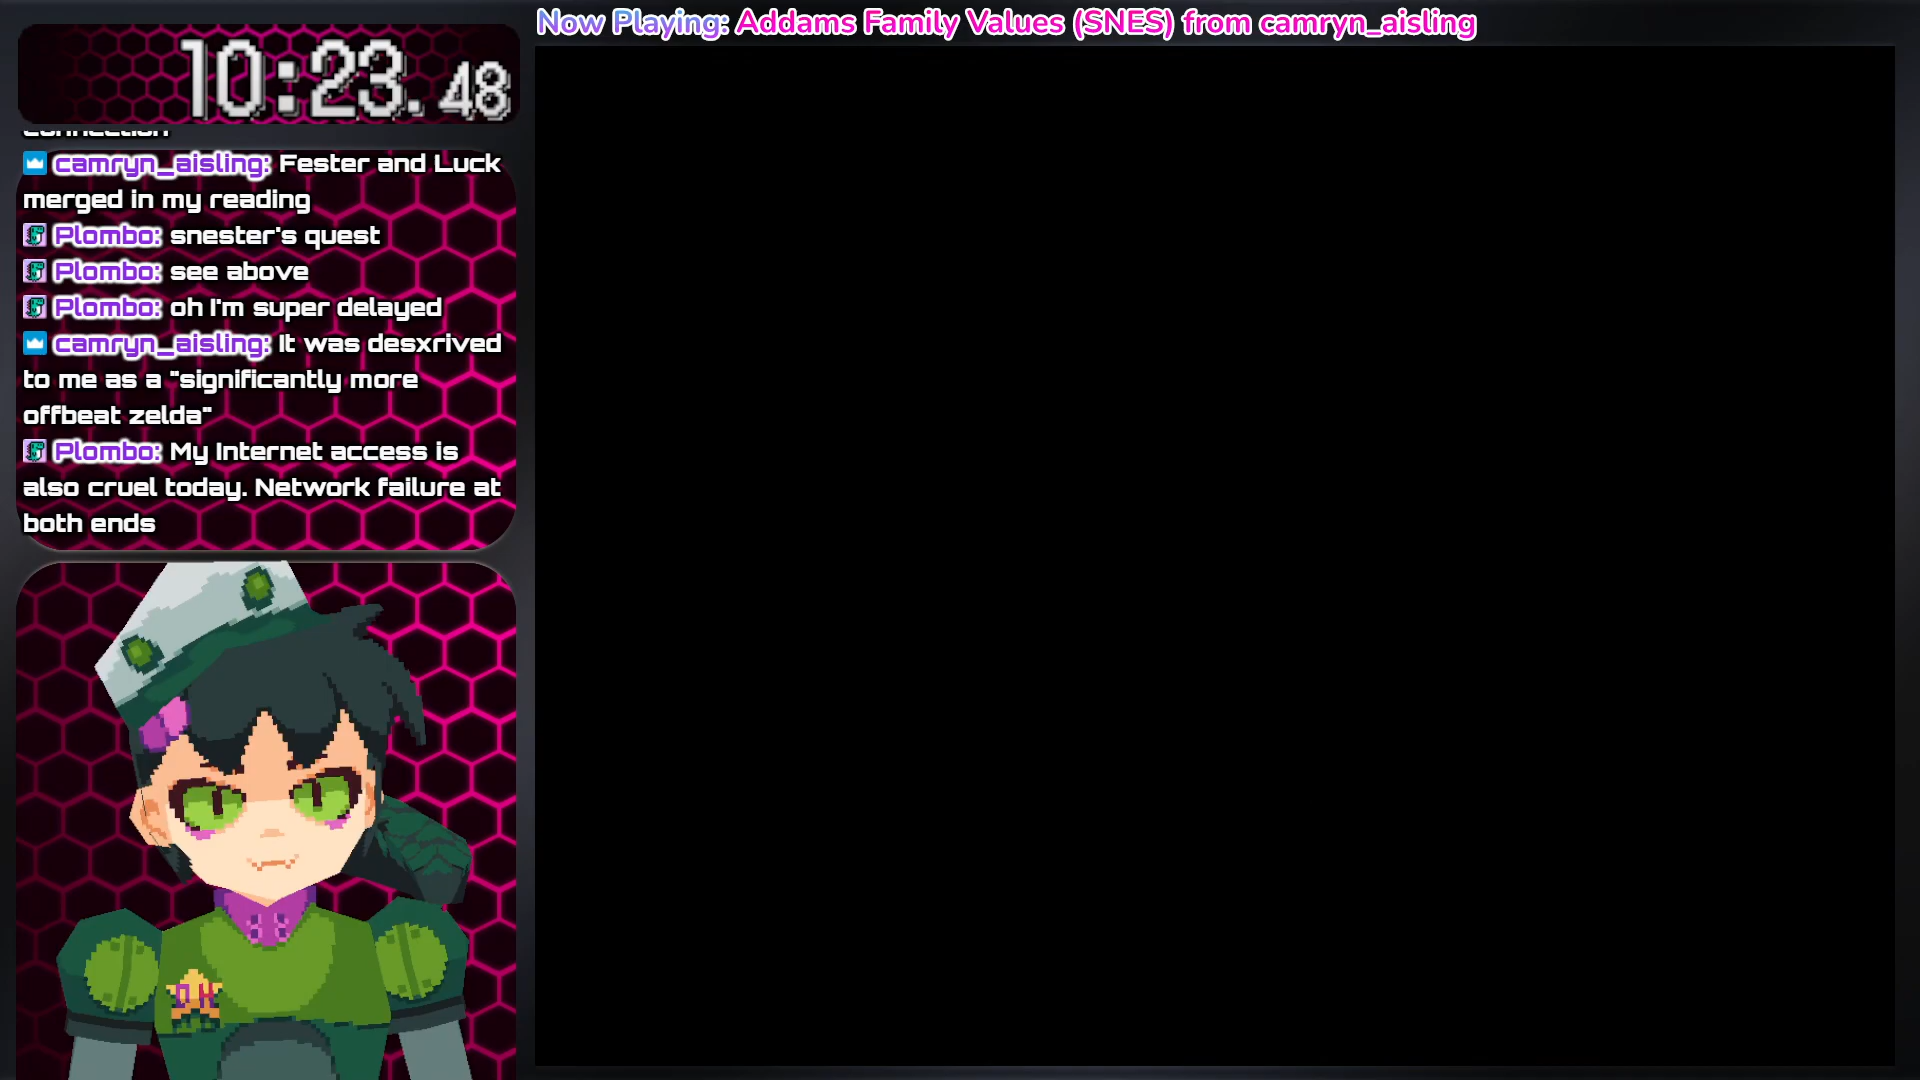 Now Playing: Addams Family Values (SNES) from camryn_aisling
10:23.48
connection
camryn_aisling: Fester and Luck
merged in my reading
Plombo: snester's quest
Plombo: see above
Plombo: oh I'm super delayed
camryn_aisling: It was desxrived
to me as a "significantly more
offbeat zelda"
Plombo: My Internet access is
also cruel today. Network failure at
both ends